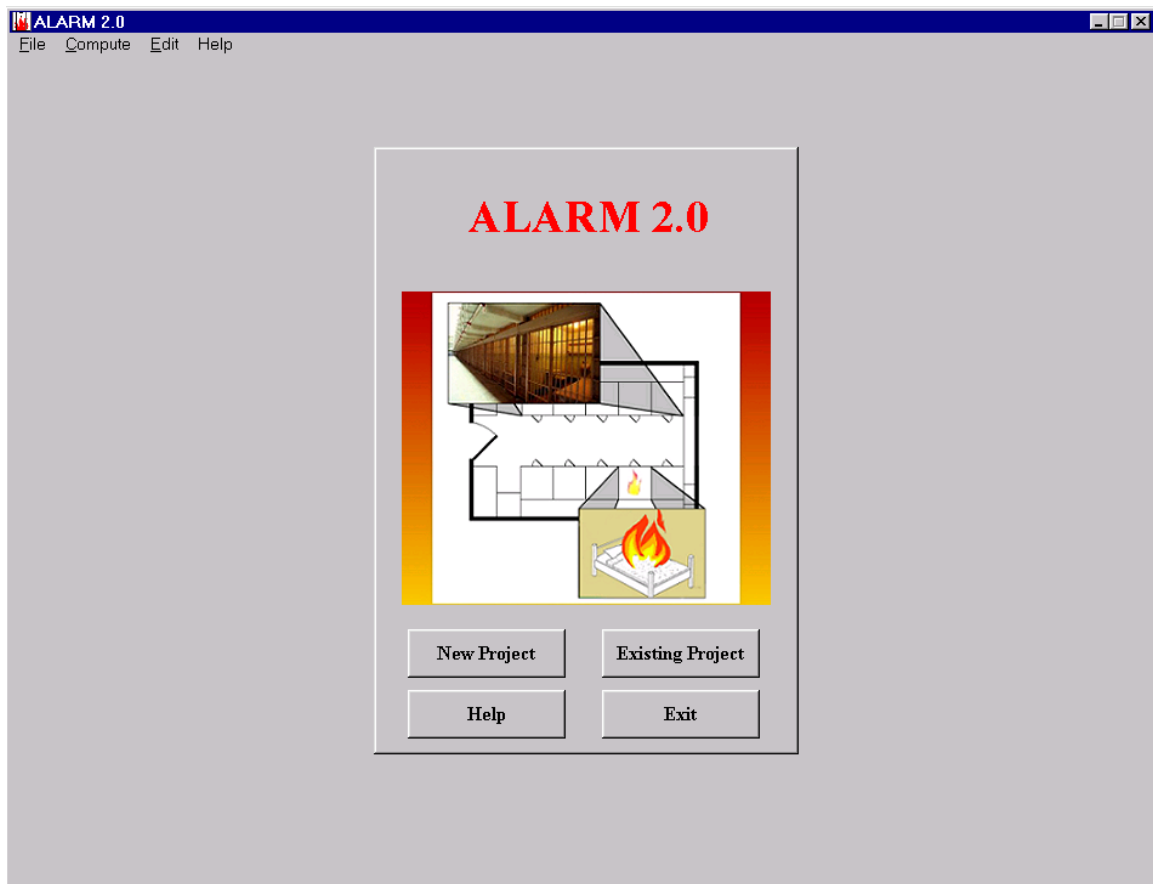 ALARM 2.0
File Compute Edit Help
ALARM 2.0
New Project Existing Project
Help Exit